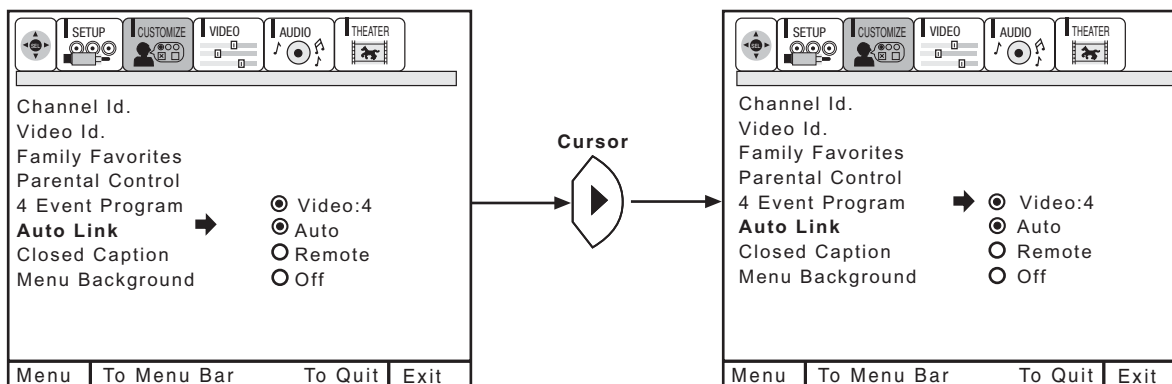 SEL SETUP CUSTOMIZE VIDEO AUDIO THEATER
Channel Id.
Video Id.
Family Favorites
Parental Control
4 Event Program Video:4
Auto Link Auto
Closed Caption Remote
Menu Background Off
Menu To Menu Bar To Quit Exit
Cursor
SEL SETUP CUSTOMIZE VIDEO AUDIO THEATER
Channel Id.
Video Id.
Family Favorites
Parental Control
4 Event Program Video:4
Auto Link Auto
Closed Caption Remote
Menu Background Off
Menu To Menu Bar To Quit Exit